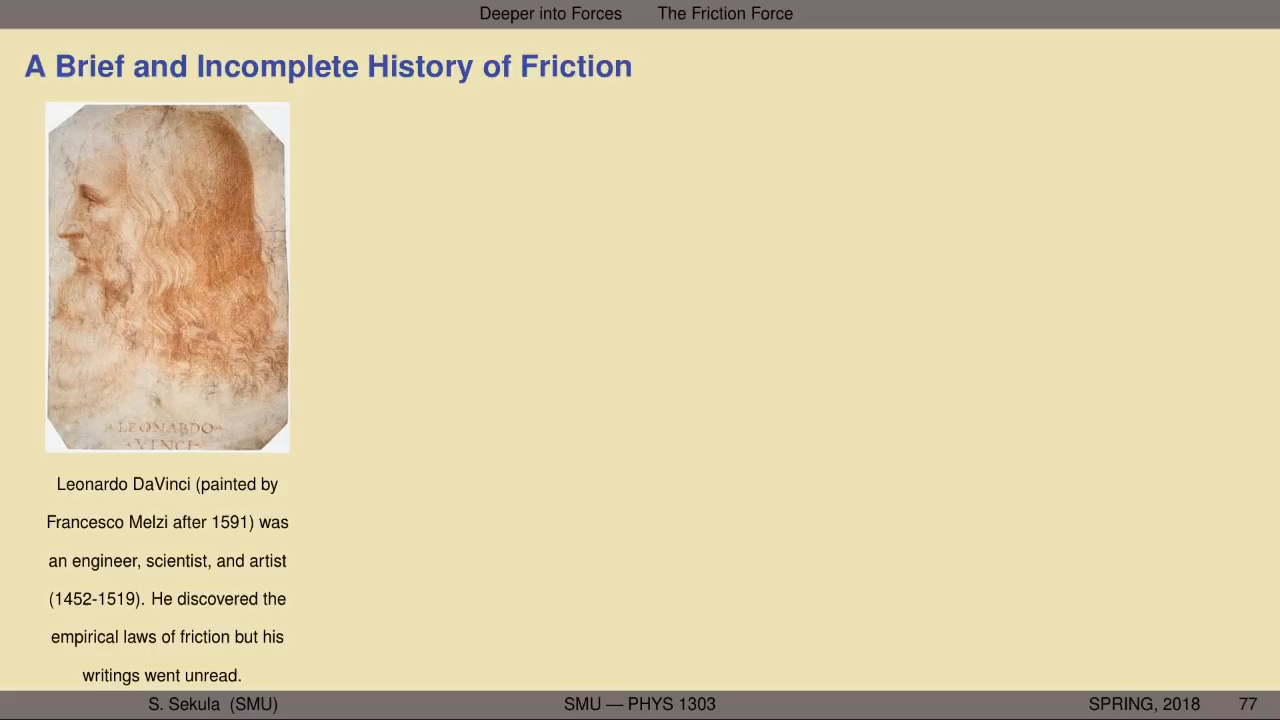 Deeper into Forces The Friction Force
A Brief and Incomplete History of Friction
LEONARDO
VINCI
Leonardo DaVinci (painted by
Francesco Melzi after 1591) was
an engineer, scientist, and artist
(1452-1519). He discovered the
empirical laws of friction but his
writings went unread.
S. Sekula (SMU) SMU — PHYS 1303 SPRING, 2018 77